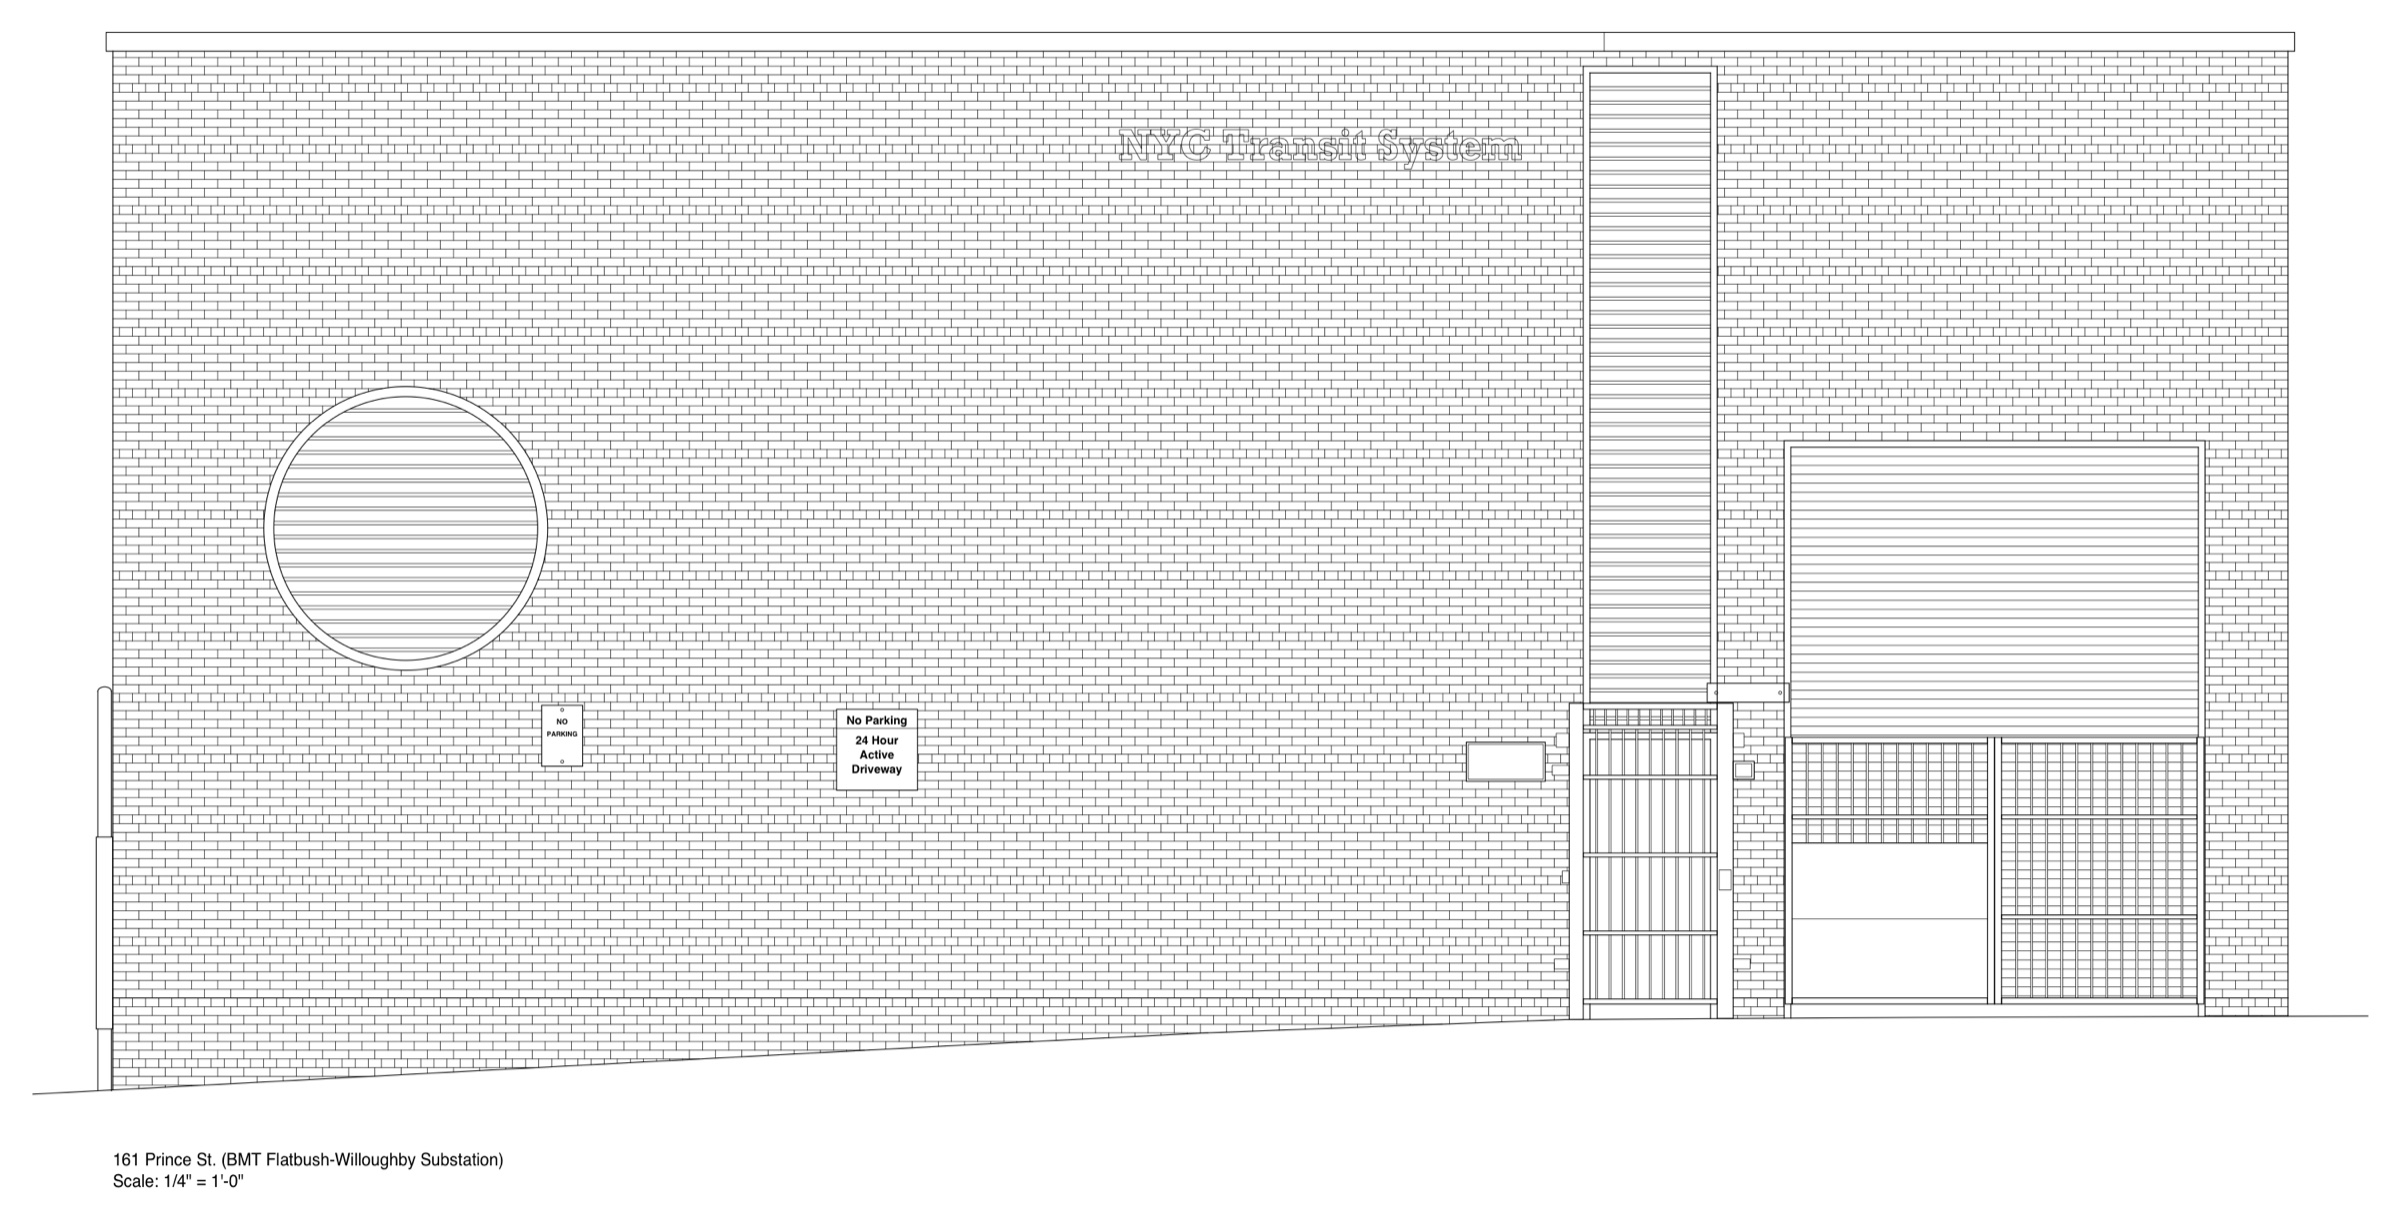 NYC Transit System
NO
PARKING
No Parking
24 Hour
Active
Driveway
161 Prince St. (BMT Flatbush-Willoughby Substation)
Scale: 1/4" = 1'-0"